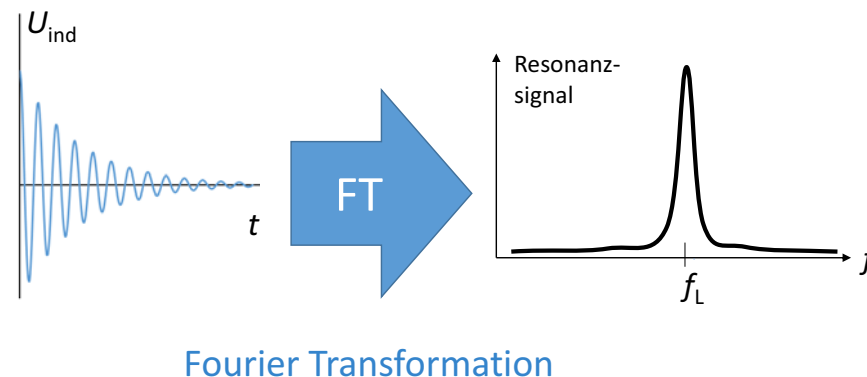 U_ind
t
FT
Resonanz-
signal
f_L
f
Fourier Transformation